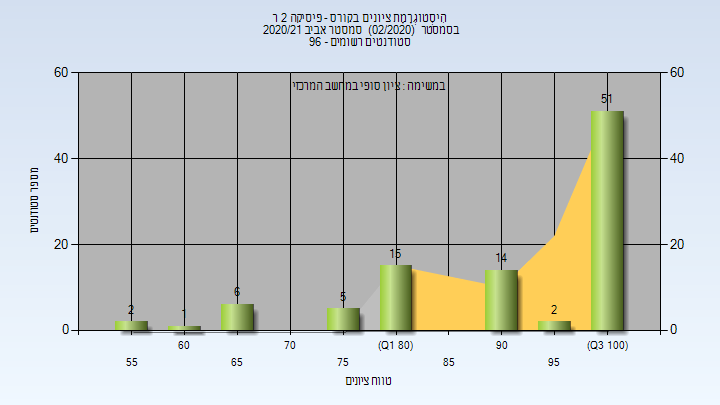 היסטוגרמת ציונים בקורס - פיסיקה 2 ר
בסמסטר (02/2020) סמסטר אביב 2020/21
סטודנטים רשומים - 96
במשימה : ציון סופי במחשב המרכזי
60 60
40 40
20 20
0 0
מספר סטודנטים
2 1 6 5 15 14 2 51
60 70 (Q1 80) 90 (Q3 100)
55 65 75 85 95
טווח ציונים